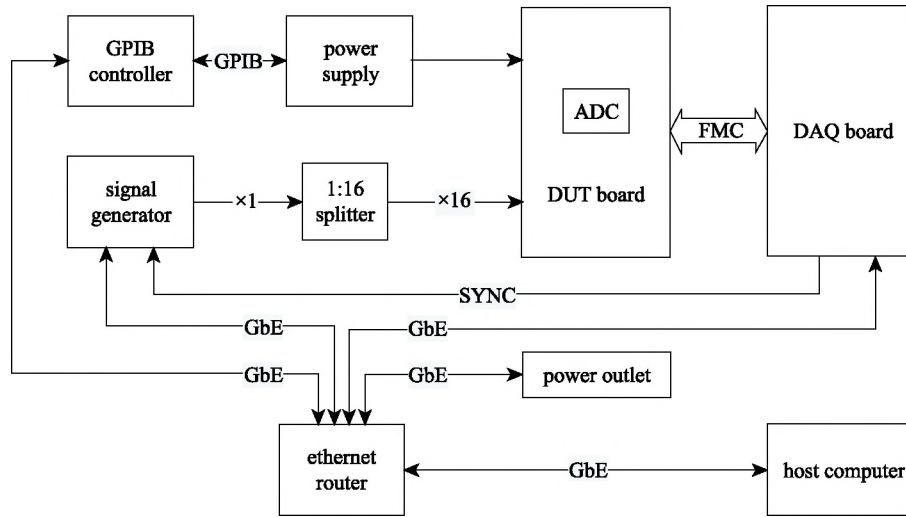 GPIB
controller
GPIB
power
supply
ADC
DUT board
FMC
DAQ board
signal
generator
×1
1:16
splitter
×16
SYNC
GbE
GbE
GbE
GbE
power outlet
ethernet
router
GbE
host computer